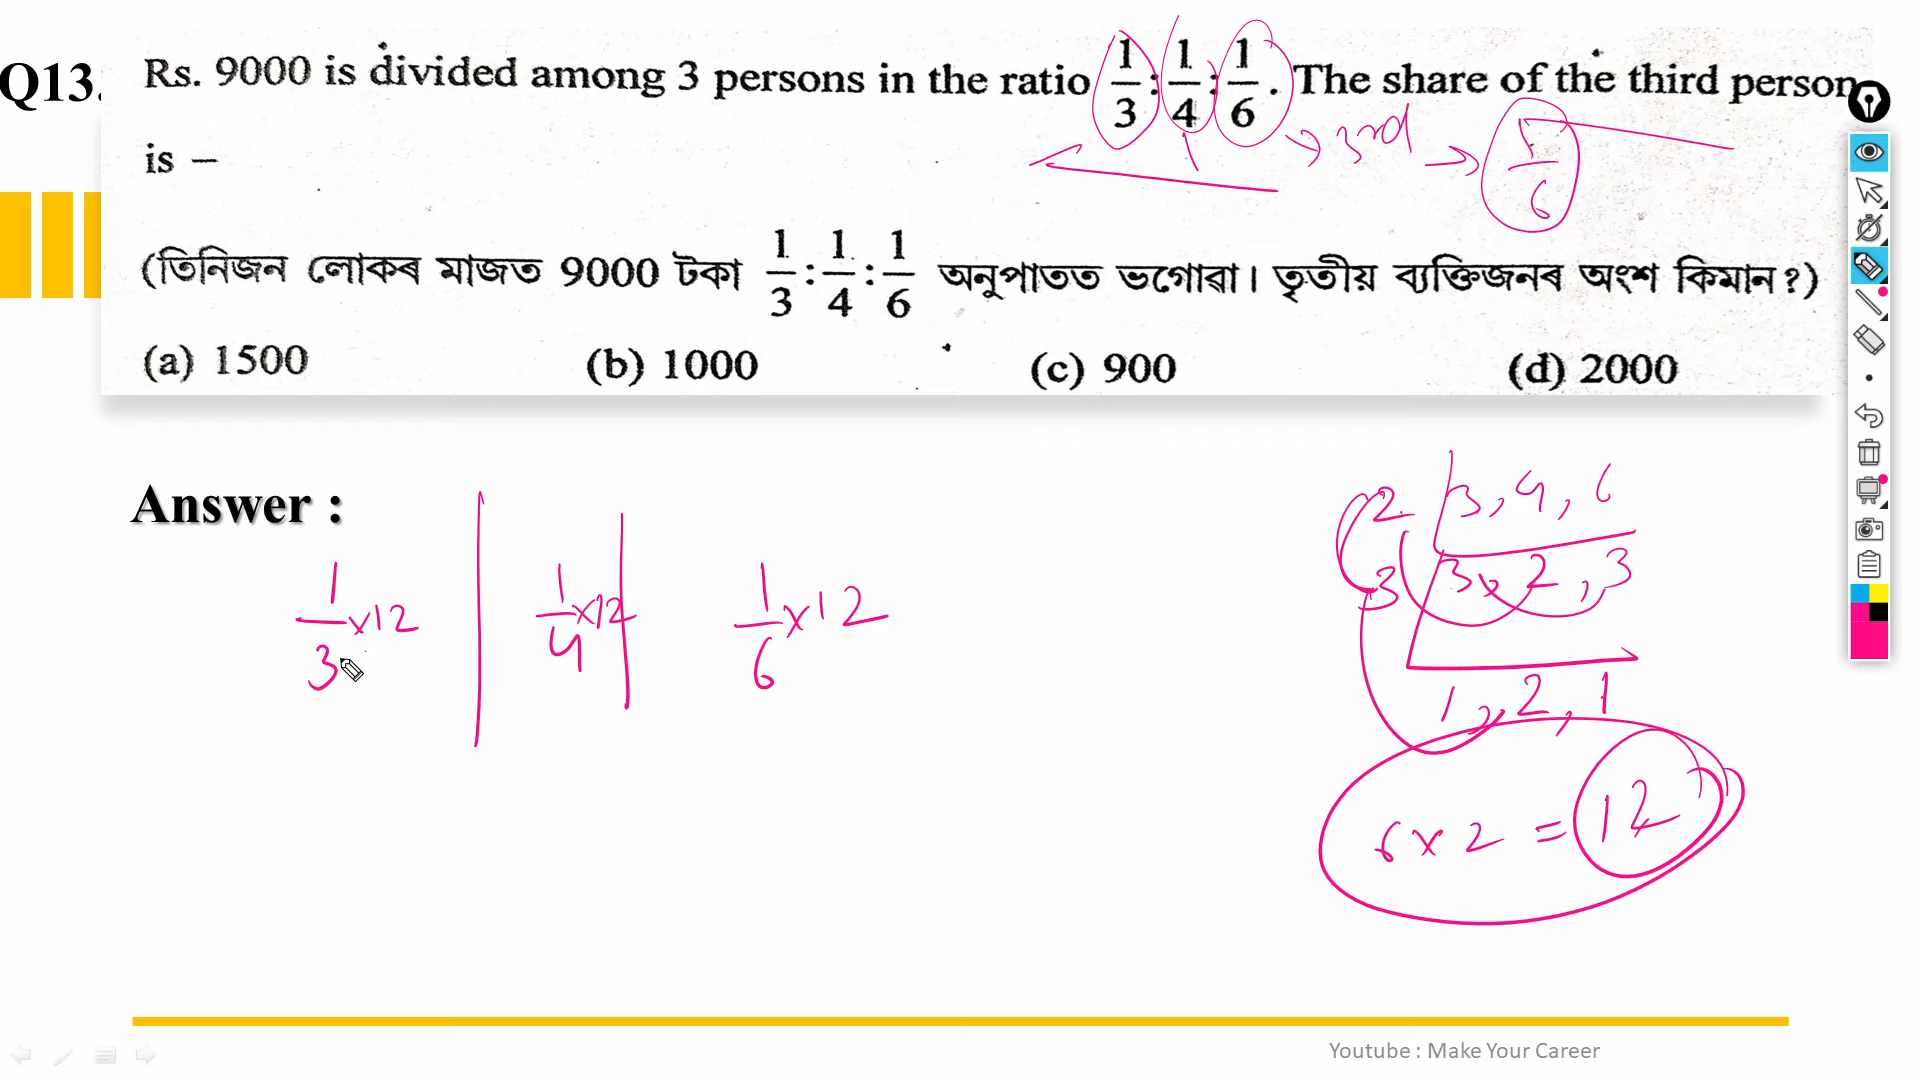 Q13. Rs. 9000 is divided among 3 persons in the ratio 1/3 : 1/4 : 1/6 . The share of the third person
is –
→ 3rd → 1/6
(তিনিজন লোকৰ মাজত 9000 টকা 1/3 : 1/4 : 1/6 অনুপাতত ভগোৱা। তৃতীয় ব্যক্তিজনৰ অংশ কিমান?)
(a) 1500 (b) 1000 (c) 900 (d) 2000
Answer :
1/3 ×12 | 1/4 ×12 | 1/6 ×12
2 | 3, 4, 6
3 | 3, 2, 3
1, 2, 1
6 × 2 = 12
Youtube : Make Your Career